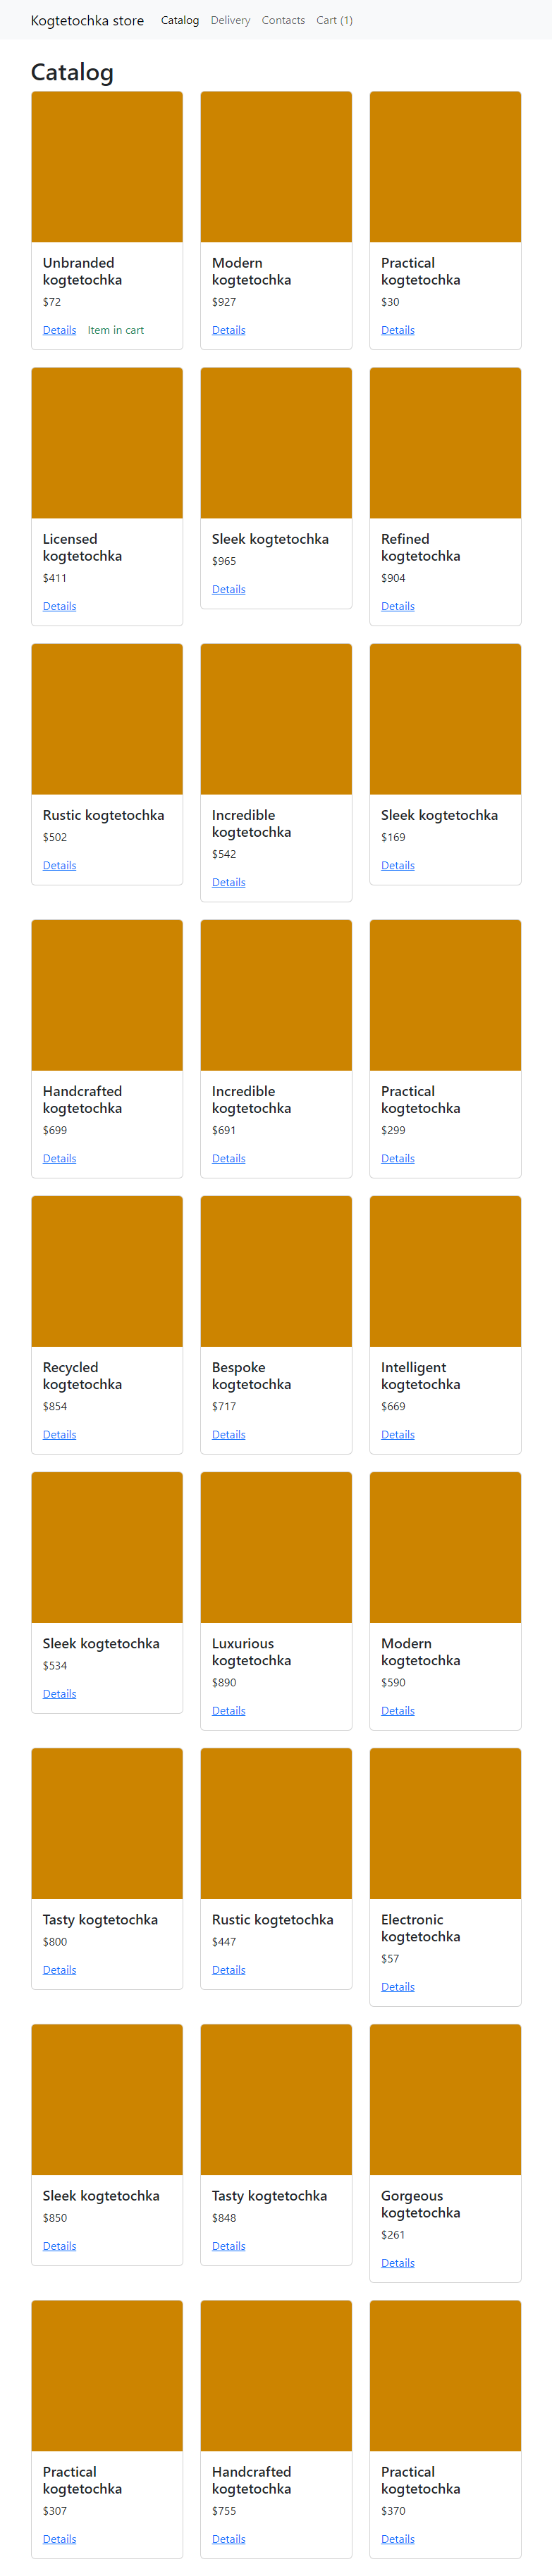 Kogtetochka store Catalog Delivery Contacts Cart (1)
Catalog
Unbranded
kogtetochka
$72
Details Item in cart
Modern
kogtetochka
$927
Details
Practical
kogtetochka
$30
Details
Licensed
kogtetochka
$411
Details
Sleek kogtetochka
$965
Details
Refined
kogtetochka
$904
Details
Rustic kogtetochka
$502
Details
Incredible
kogtetochka
$542
Details
Sleek kogtetochka
$169
Details
Handcrafted
kogtetochka
$699
Details
Incredible
kogtetochka
$691
Details
Practical
kogtetochka
$299
Details
Recycled
kogtetochka
$854
Details
Bespoke
kogtetochka
$717
Details
Intelligent
kogtetochka
$669
Details
Sleek kogtetochka
$534
Details
Luxurious
kogtetochka
$890
Details
Modern
kogtetochka
$590
Details
Tasty kogtetochka
$800
Details
Rustic kogtetochka
$447
Details
Electronic
kogtetochka
$57
Details
Sleek kogtetochka
$850
Details
Tasty kogtetochka
$848
Details
Gorgeous
kogtetochka
$261
Details
Practical
kogtetochka
$307
Details
Handcrafted
kogtetochka
$755
Details
Practical
kogtetochka
$370
Details